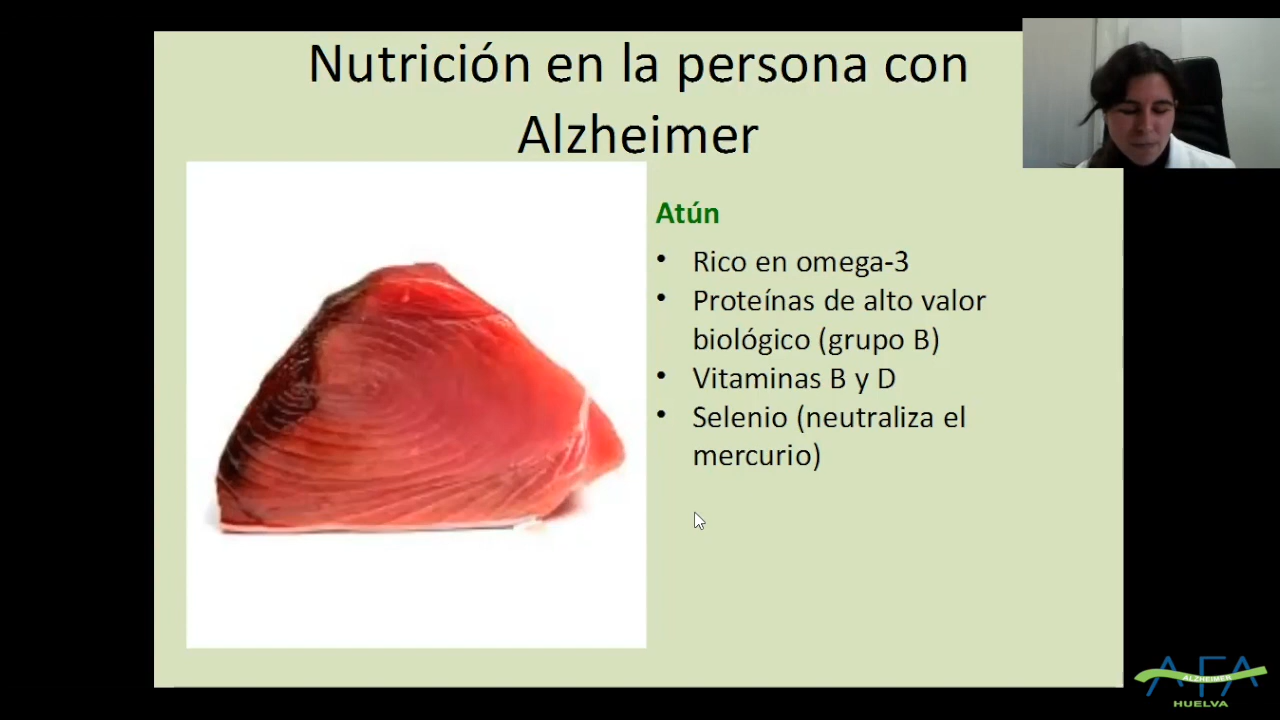 Nutrición en la persona con
Alzheimer
Atún
• Rico en omega-3
• Proteínas de alto valor
biológico (grupo B)
• Vitaminas B y D
• Selenio (neutraliza el
mercurio)
AFA
ALZHEIMER
HUELVA